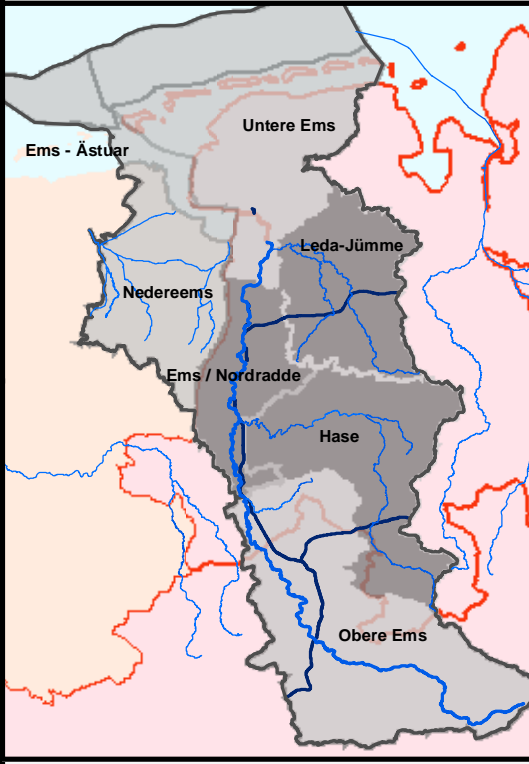 Untere Ems
Ems - Ästuar
Leda-Jümme
Nedereems
Ems / Nordradde
Hase
Obere Ems